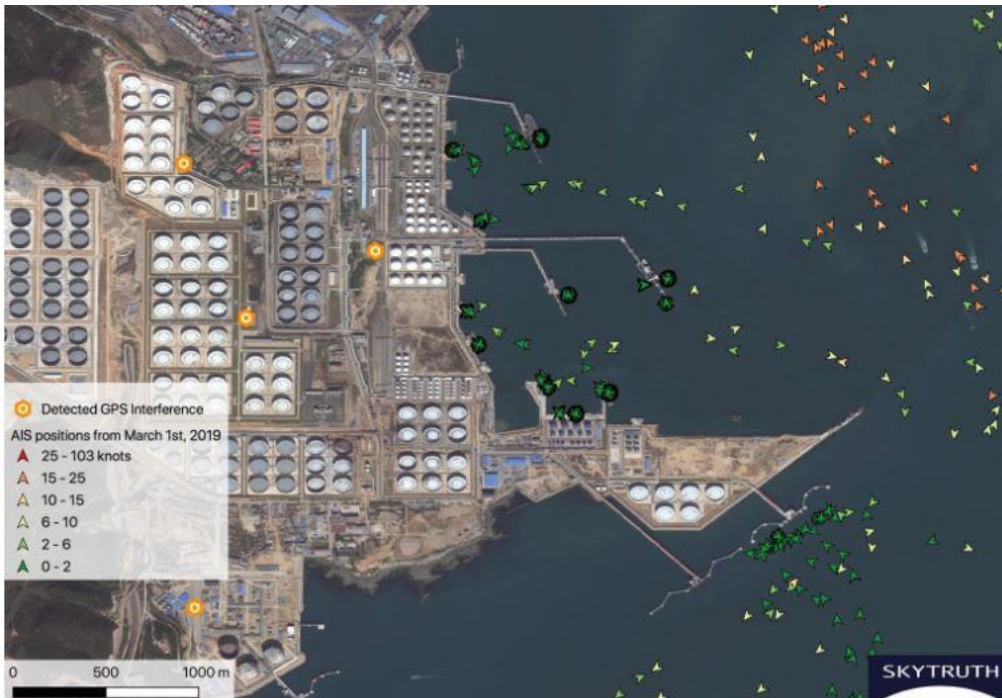 Detected GPS Interference
AIS positions from March 1st, 2019
25 - 103 knots
15 - 25
10 - 15
6 - 10
2 - 6
0 - 2
0 500 1000 m
SKYTRUTH